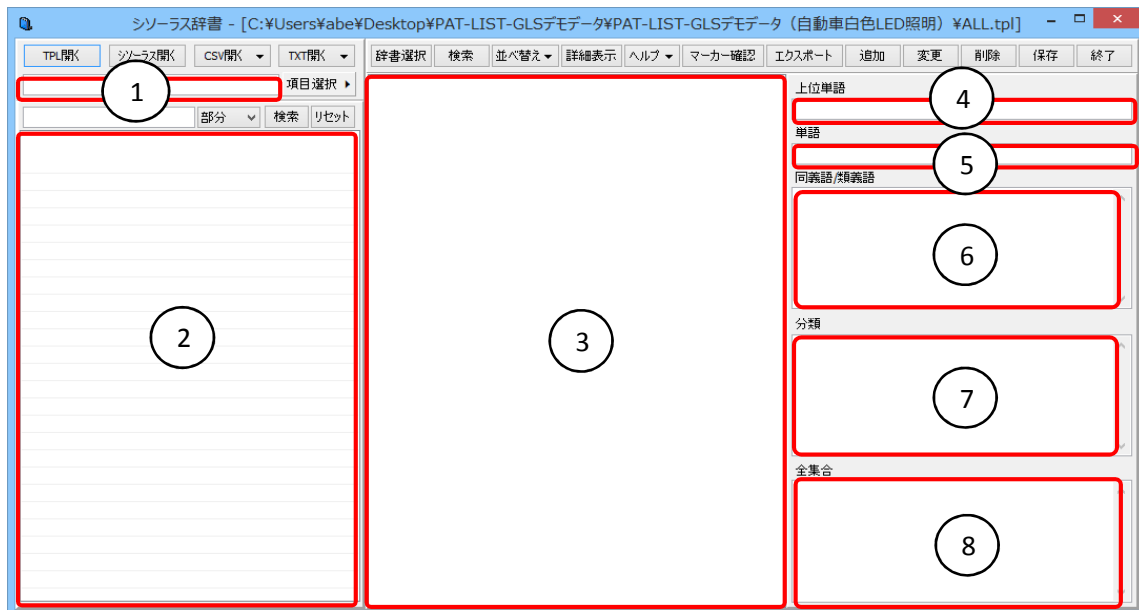 シソーラス辞書 - [C:¥Users¥abe¥Desktop¥PAT-LIST-GLSデモデータ¥PAT-LIST-GLSデモデータ（自動車白色LED照明）¥ALL.tpl]
TPL開く シソーラス開く CSV開く TXT開く 辞書選択 検索 並べ替え 詳細表示 ヘルプ マーカー確認 エクスポート 追加 変更 削除 保存 終了
1 項目選択
部分 検索 リセット
2
3
上位単語
4
単語
5
同義語/類義語
6
分類
7
全集合
8